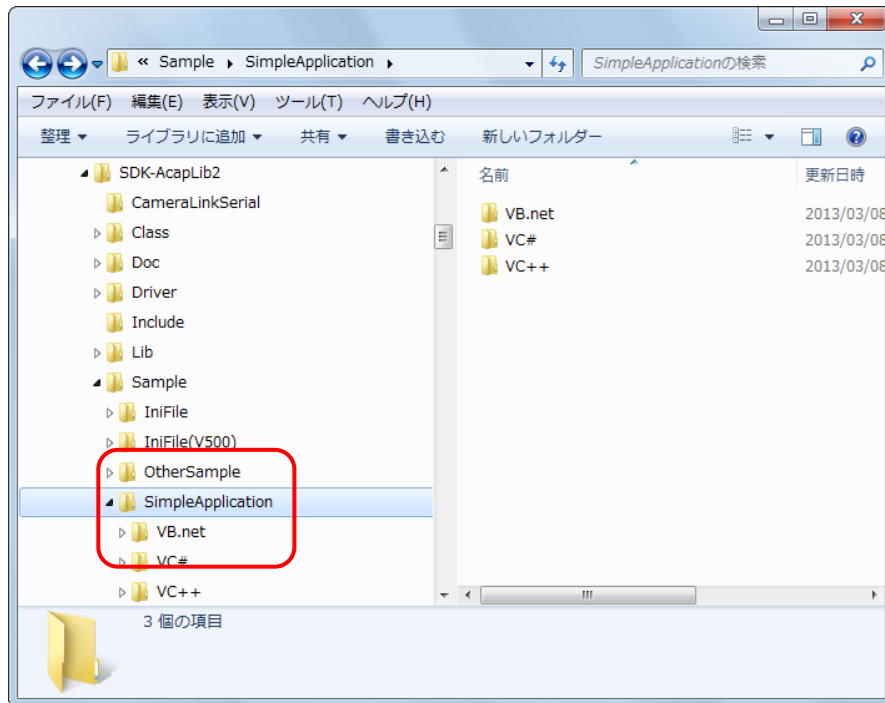 « Sample SimpleApplication
SimpleApplicationの検索
ファイル(F) 編集(E) 表示(V) ツール(T) ヘルプ(H)
整理 ライブラリに追加 共有 書き込む 新しいフォルダー
SDK-AcapLib2
CameraLinkSerial
Class
Doc
Driver
Include
Lib
Sample
IniFile
IniFile(V500)
OtherSample
SimpleApplication
VB.net
VC#
VC++
名前 更新日時
VB.net 2013/03/08
VC# 2013/03/08
VC++ 2013/03/08
3 個の項目